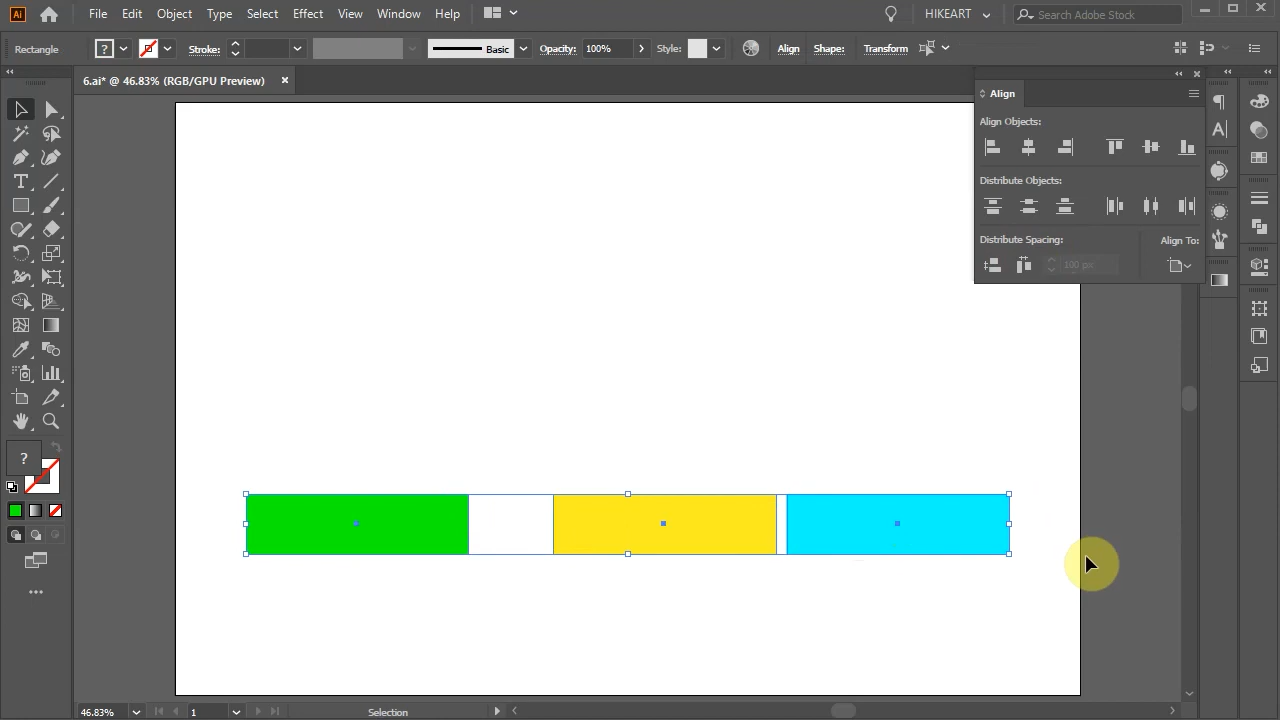 Ai File Edit Object Type Select Effect View Window Help HIKEART Search Adobe Stock
Rectangle ? Stroke: Basic Opacity: 100% Style: Align Shape: Transform
6.ai* @ 46.83% (RGB/GPU Preview) ×
Align
Align Objects:
Distribute Objects:
Distribute Spacing: Align To:
100 px
?
46.83% 1 Selection